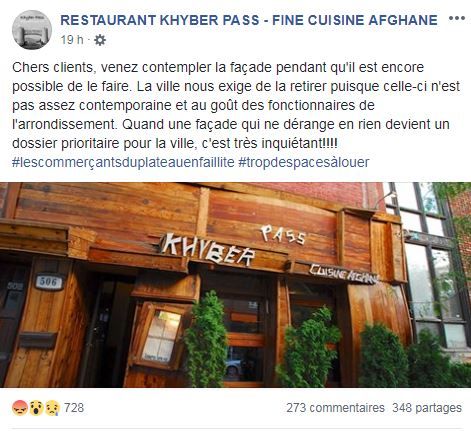 RESTAURANT KHYBER PASS - FINE CUISINE AFGHANE
19 h ·
Chers clients, venez contempler la façade pendant qu'il est encore
possible de le faire. La ville nous exige de la retirer puisque celle-ci n'est
pas assez contemporaine et au goût des fonctionnaires de
l'arrondissement. Quand une façade qui ne dérange en rien devient un
dossier prioritaire pour la ville, c'est très inquiétant!!!!
#lescommerçantsduplateauenfaillite #tropdespacesàlouer
PASS
KHYBER
CUISINE AFGHANE
508
506
728
273 commentaires 348 partages